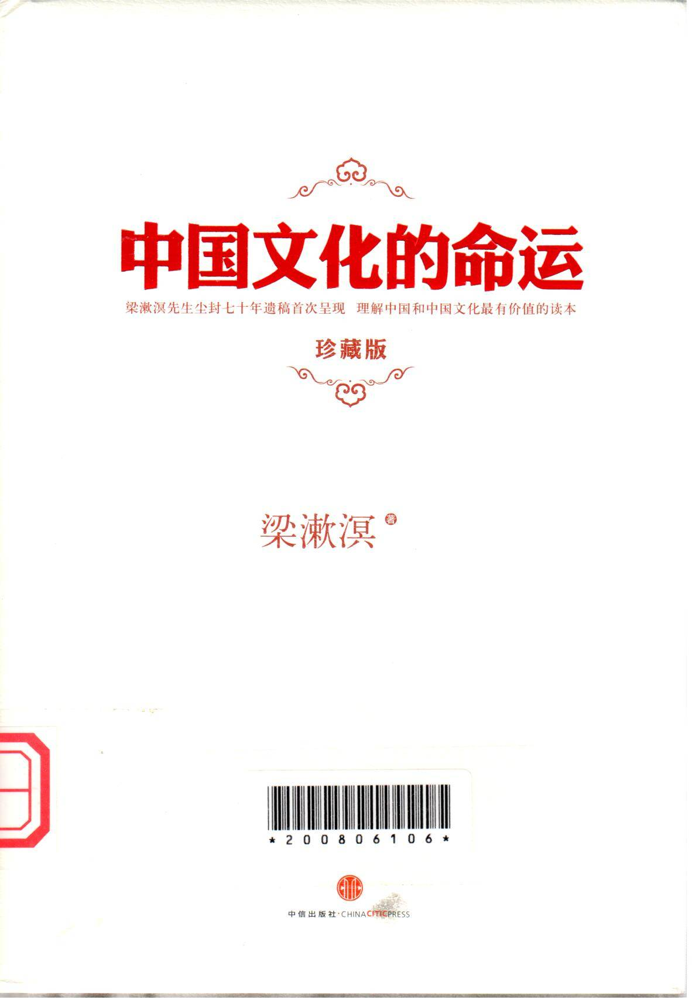 中国文化的命运
梁漱溟先生尘封七十年遗稿首次呈现 理解中国和中国文化最有价值的读本
珍藏版
梁漱溟 著
*200806106*
中信出版社·CHINACITICPRESS